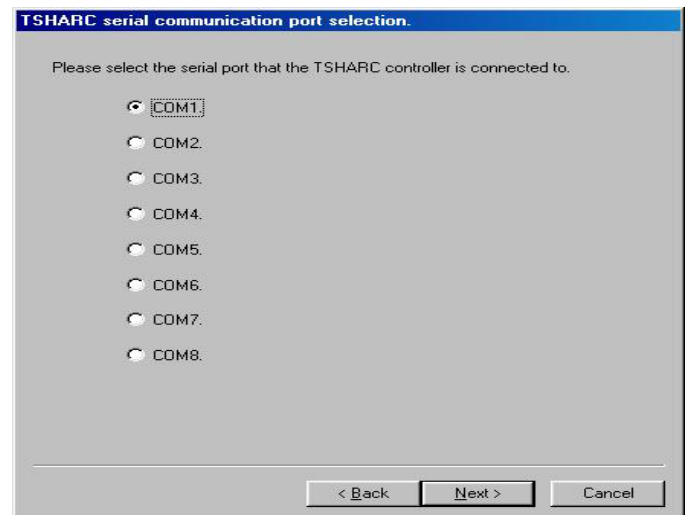 TSHARC serial communication port selection.
Please select the serial port that the TSHARC controller is connected to.
COM1.
COM2.
COM3.
COM4.
COM5.
COM6.
COM7.
COM8.
< Back Next > Cancel